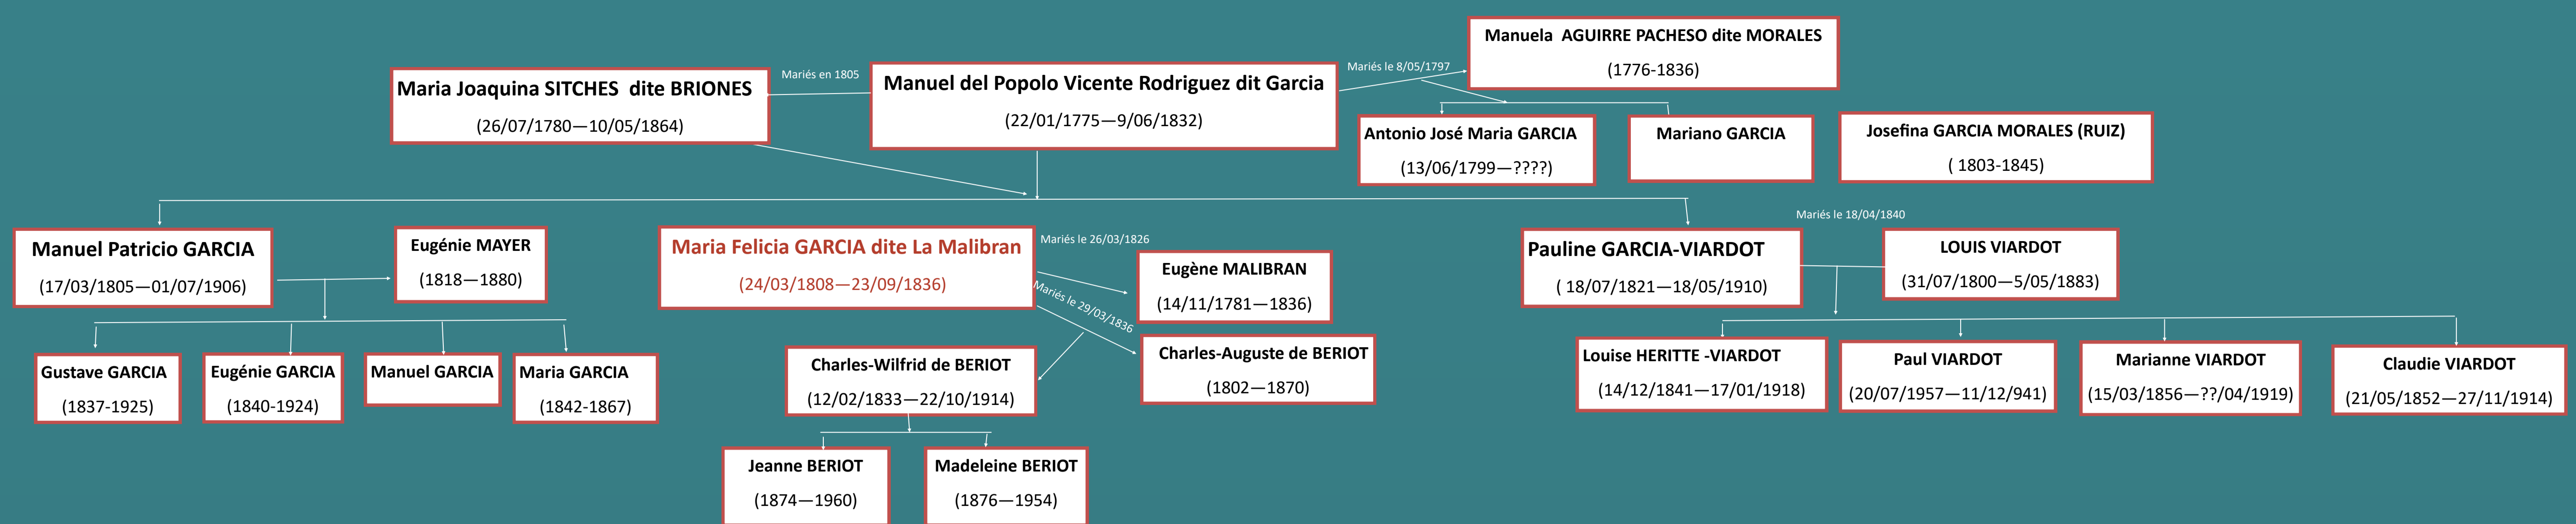 Manuela AGUIRRE PACHESO dite MORALES
(1776-1836)
Mariés en 1805
Mariés le 8/05/1797
Maria Joaquina SITCHES dite BRIONES
(26/07/1780—10/05/1864)
Manuel del Popolo Vicente Rodriguez dit Garcia
(22/01/1775—9/06/1832)
Antonio José Maria GARCIA
(13/06/1799—????)
Mariano GARCIA
Josefina GARCIA MORALES (RUIZ)
( 1803-1845)
Manuel Patricio GARCIA
(17/03/1805—01/07/1906)
Eugénie MAYER
(1818—1880)
Maria Felicia GARCIA dite La Malibran
(24/03/1808—23/09/1836)
Mariés le 26/03/1826
Eugène MALIBRAN
(14/11/1781—1836)
Mariés le 29/03/1836
Charles-Auguste de BERIOT
(1802—1870)
Pauline GARCIA-VIARDOT
( 18/07/1821—18/05/1910)
Mariés le 18/04/1840
LOUIS VIARDOT
(31/07/1800—5/05/1883)
Gustave GARCIA
(1837-1925)
Eugénie GARCIA
(1840-1924)
Manuel GARCIA
Maria GARCIA
(1842-1867)
Charles-Wilfrid de BERIOT
(12/02/1833—22/10/1914)
Louise HERITTE -VIARDOT
(14/12/1841—17/01/1918)
Paul VIARDOT
(20/07/1957—11/12/941)
Marianne VIARDOT
(15/03/1856—??/04/1919)
Claudie VIARDOT
(21/05/1852—27/11/1914)
Jeanne BERIOT
(1874—1960)
Madeleine BERIOT
(1876—1954)